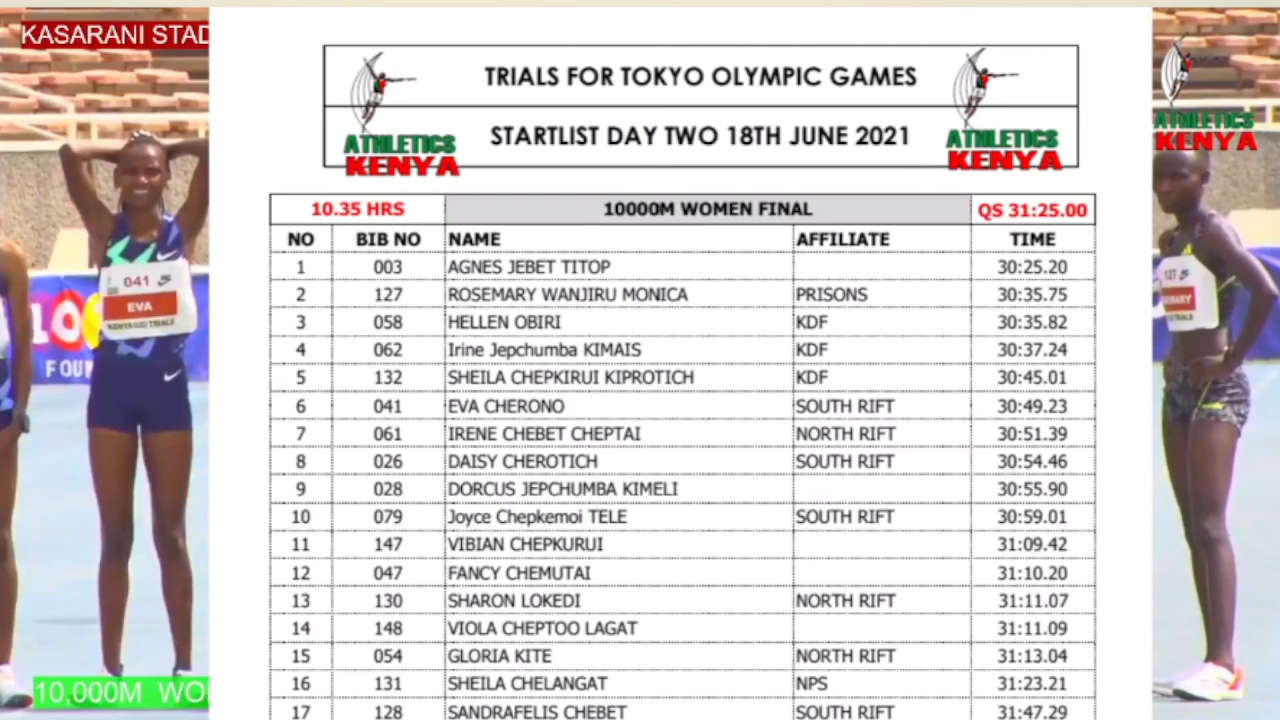 KASARANI STAD
TRIALS FOR TOKYO OLYMPIC GAMES
STARTLIST DAY TWO 18TH JUNE 2021
ATHLETICS
KENYA
ATHLETICS
KENYA
ATHLETICS
KENYA
10.35 HRS 10000M WOMEN FINAL QS 31:25.00
NO BIB NO NAME AFFILIATE TIME
1 003 AGNES JEBET TITOP 30:25.20
2 127 ROSEMARY WANJIRU MONICA PRISONS 30:35.75
3 058 HELLEN OBIRI KDF 30:35.82
4 062 Irine Jepchumba KIMAIS KDF 30:37.24
5 132 SHEILA CHEPKIRUI KIPROTICH KDF 30:45.01
6 041 EVA CHERONO SOUTH RIFT 30:49.23
7 061 IRENE CHEBET CHEPTAI NORTH RIFT 30:51.39
8 026 DAISY CHEROTICH SOUTH RIFT 30:54.46
9 028 DORCUS JEPCHUMBA KIMELI 30:55.90
10 079 Joyce Chepkemoi TELE SOUTH RIFT 30:59.01
11 147 VIBIAN CHEPKURUI 31:09.42
12 047 FANCY CHEMUTAI 31:10.20
13 130 SHARON LOKEDI NORTH RIFT 31:11.07
14 148 VIOLA CHEPTOO LAGAT 31:11.09
15 054 GLORIA KITE NORTH RIFT 31:13.04
16 131 SHEILA CHELANGAT NPS 31:23.21
17 128 SANDRAFELIS CHEBET SOUTH RIFT 31:47.29
041
EVA
127
10,000M WO